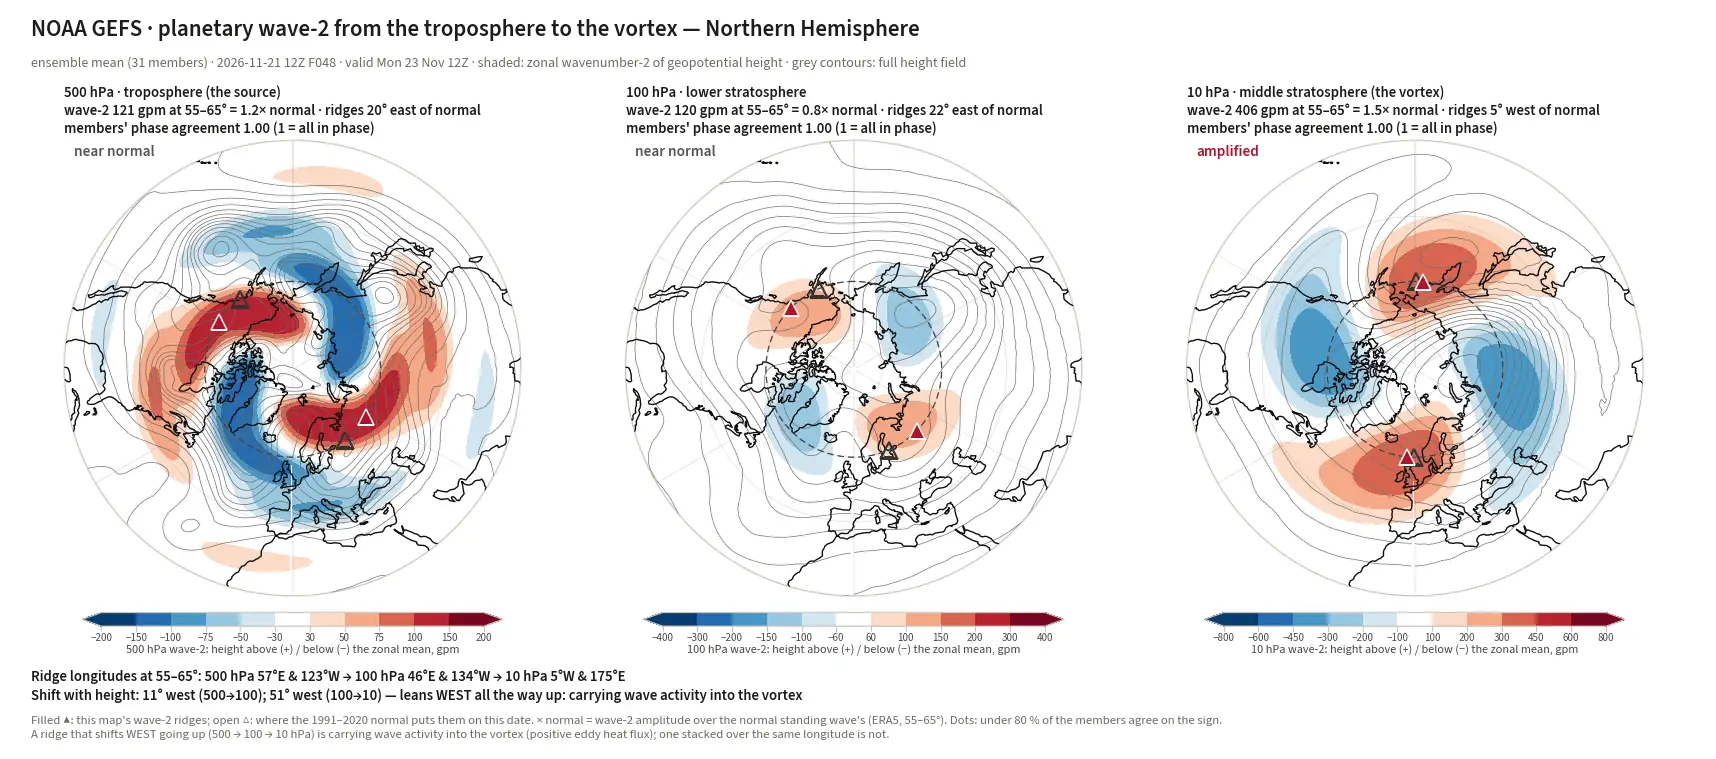 NOAA GEFS · planetary wave-2 from the troposphere to the vortex — Northern Hemisphere
ensemble mean (31 members) · 2026-11-21 12Z F048 · valid Mon 23 Nov 12Z · shaded: zonal wavenumber-2 of geopotential height · grey contours: full height field
500 hPa · troposphere (the source)
wave-2 121 gpm at 55–65° = 1.2× normal · ridges 20° east of normal
members' phase agreement 1.00 (1 = all in phase)
near normal
100 hPa · lower stratosphere
wave-2 120 gpm at 55–65° = 0.8× normal · ridges 22° east of normal
members' phase agreement 1.00 (1 = all in phase)
near normal
10 hPa · middle stratosphere (the vortex)
wave-2 406 gpm at 55–65° = 1.5× normal · ridges 5° west of normal
members' phase agreement 1.00 (1 = all in phase)
amplified
−200 −150 −100 −75 −50 −30 30 50 75 100 150 200
500 hPa wave-2: height above (+) / below (−) the zonal mean, gpm
−400 −300 −200 −150 −100 −60 60 100 150 200 300 400
100 hPa wave-2: height above (+) / below (−) the zonal mean, gpm
−800 −600 −450 −300 −200 −100 100 200 300 450 600 800
10 hPa wave-2: height above (+) / below (−) the zonal mean, gpm
Ridge longitudes at 55–65°: 500 hPa 57°E & 123°W → 100 hPa 46°E & 134°W → 10 hPa 5°W & 175°E
Shift with height: 11° west (500→100); 51° west (100→10) — leans WEST all the way up: carrying wave activity into the vortex
Filled ▲: this map's wave-2 ridges; open △: where the 1991–2020 normal puts them on this date. × normal = wave-2 amplitude over the normal standing wave's (ERA5, 55–65°). Dots: under 80 % of the members agree on the sign.
A ridge that shifts WEST going up (500 → 100 → 10 hPa) is carrying wave activity into the vortex (positive eddy heat flux); one stacked over the same longitude is not.